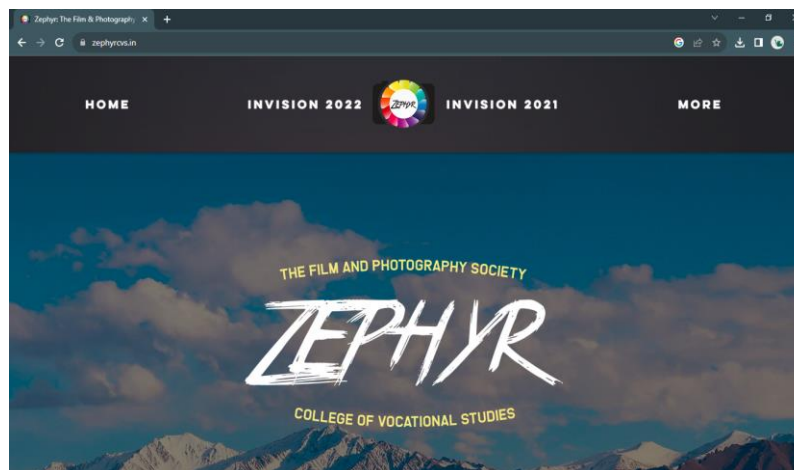 Zephyr: The Film & Photography
zephyrcvs.in
HOME
INVISION 2022
ZEPHYR
INVISION 2021
MORE
THE FILM AND PHOTOGRAPHY SOCIETY
ZEPHYR
COLLEGE OF VOCATIONAL STUDIES